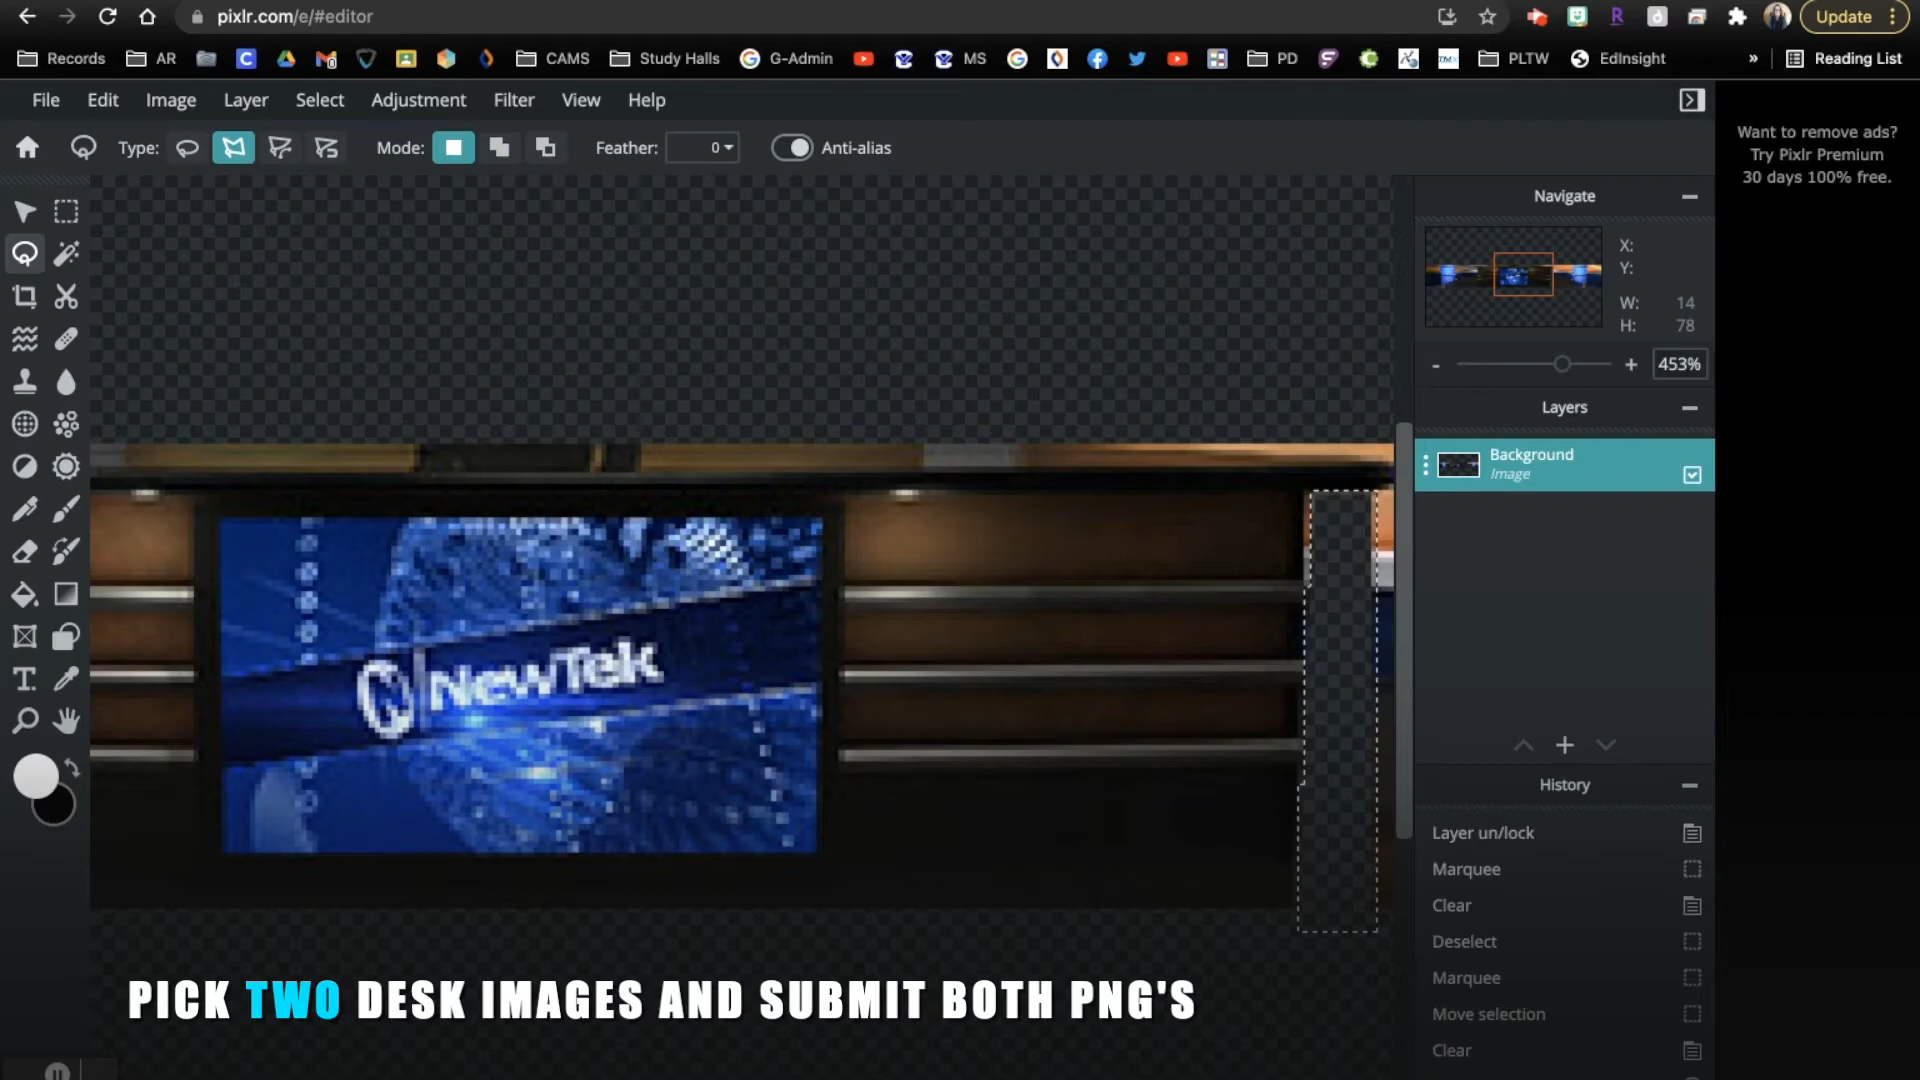 pixlr.com/e/#editor
Update
Records
AR
CAMS
Study Halls
G-Admin
MS
PD
PLTW
EdInsight
»
Reading List
File
Edit
Image
Layer
Select
Adjustment
Filter
View
Help
Type:
Mode:
Feather:
0
Anti-alias
Want to remove ads?
Try Pixlr Premium
30 days 100% free.
Navigate
X:
Y:
W: 14
H: 78
- + 453%
Layers
Background
Image
NewTek
History
Layer un/lock
Marquee
Clear
Deselect
Marquee
Move selection
Clear
PICK TWO DESK IMAGES AND SUBMIT BOTH PNG'S